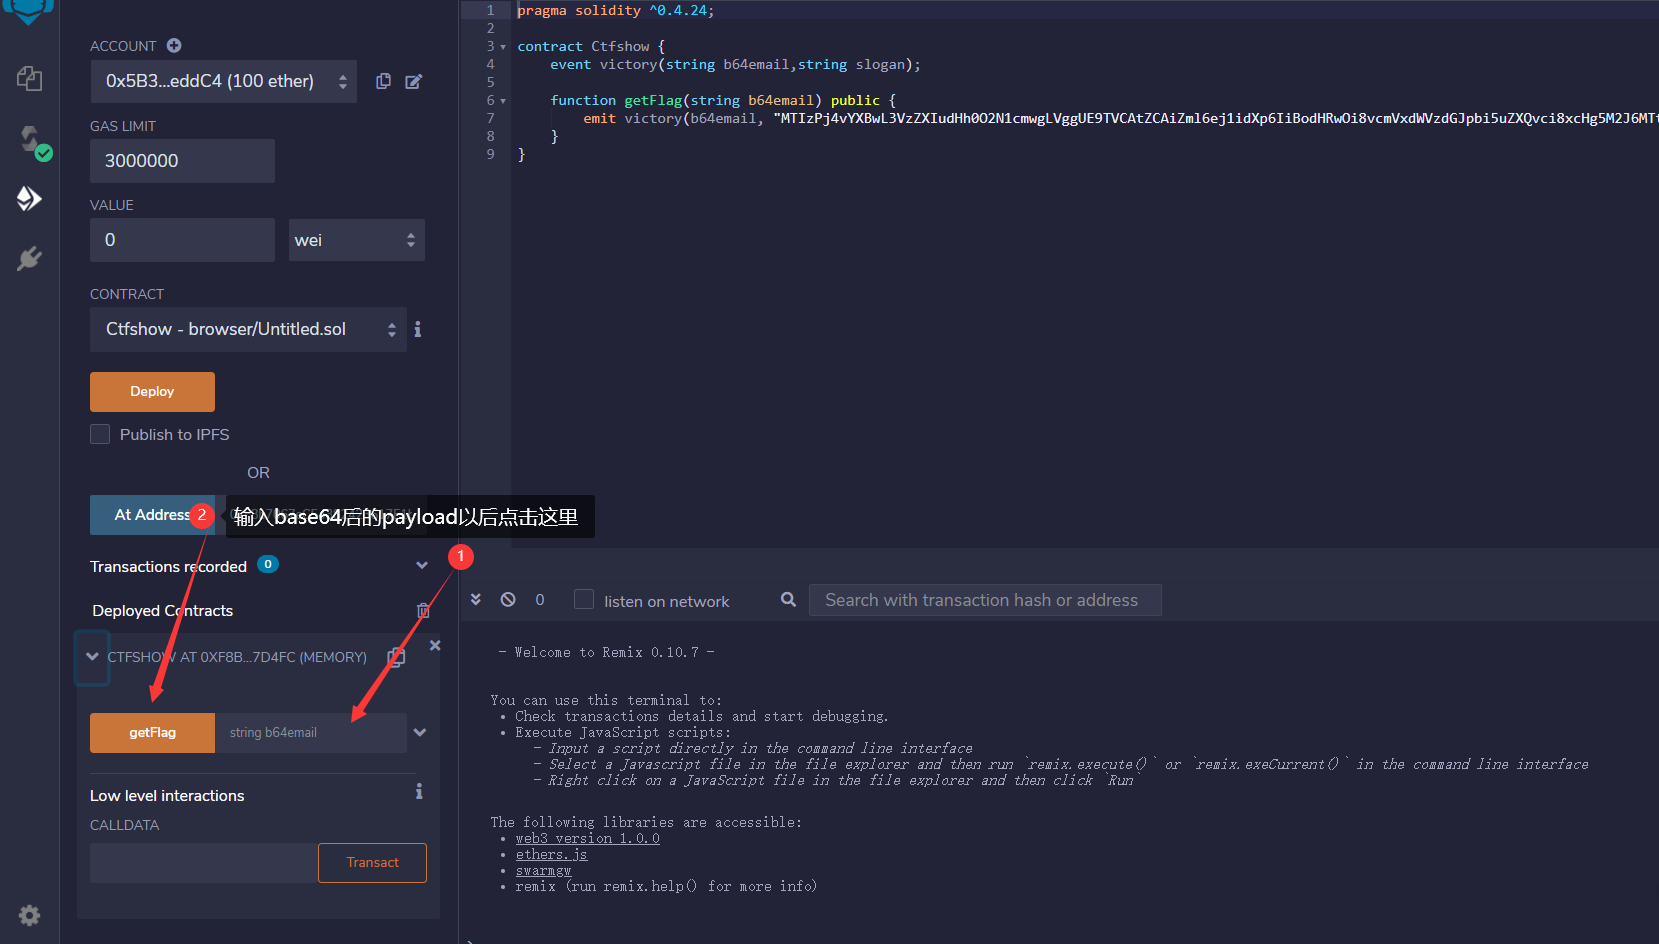 ACCOUNT
0x5B3...eddC4 (100 ether)
GAS LIMIT
3000000
VALUE
0
wei
CONTRACT
Ctfshow - browser/Untitled.sol
Deploy
Publish to IPFS
OR
At Address
2
输入base64后的payload以后点击这里
Transactions recorded
0
1
Deployed Contracts
CTFSHOW AT 0XF8B...7D4FC (MEMORY)
getFlag
string b64email
Low level interactions
CALLDATA
Transact
1 pragma solidity ^0.4.24;
2
3 contract Ctfshow {
4 event victory(string b64email,string slogan);
5
6 function getFlag(string b64email) public {
7 emit victory(b64email,
8 }
9 }
0
listen on network
Search with transaction hash or address
- Welcome to Remix 0.10.7 -
You can use this terminal to:
• Check transactions details and start debugging.
• Execute JavaScript scripts:
- Input a script directly in the command line interface
- Select a Javascript file in the file explorer and then run `remix.execute()` or `remix.exeCurrent()` in the command line interface
- Right click on a JavaScript file in the file explorer and then click `Run`
The following libraries are accessible:
• web3 version 1.0.0
• ethers.js
• swarmgw
• remix (run remix.help() for more info)
>